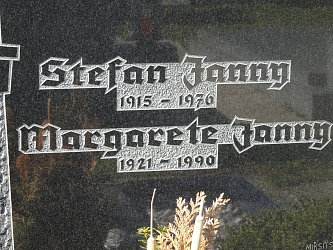 Stefan Janny
1915 – 1976
Margarete Janny
1921 – 1990